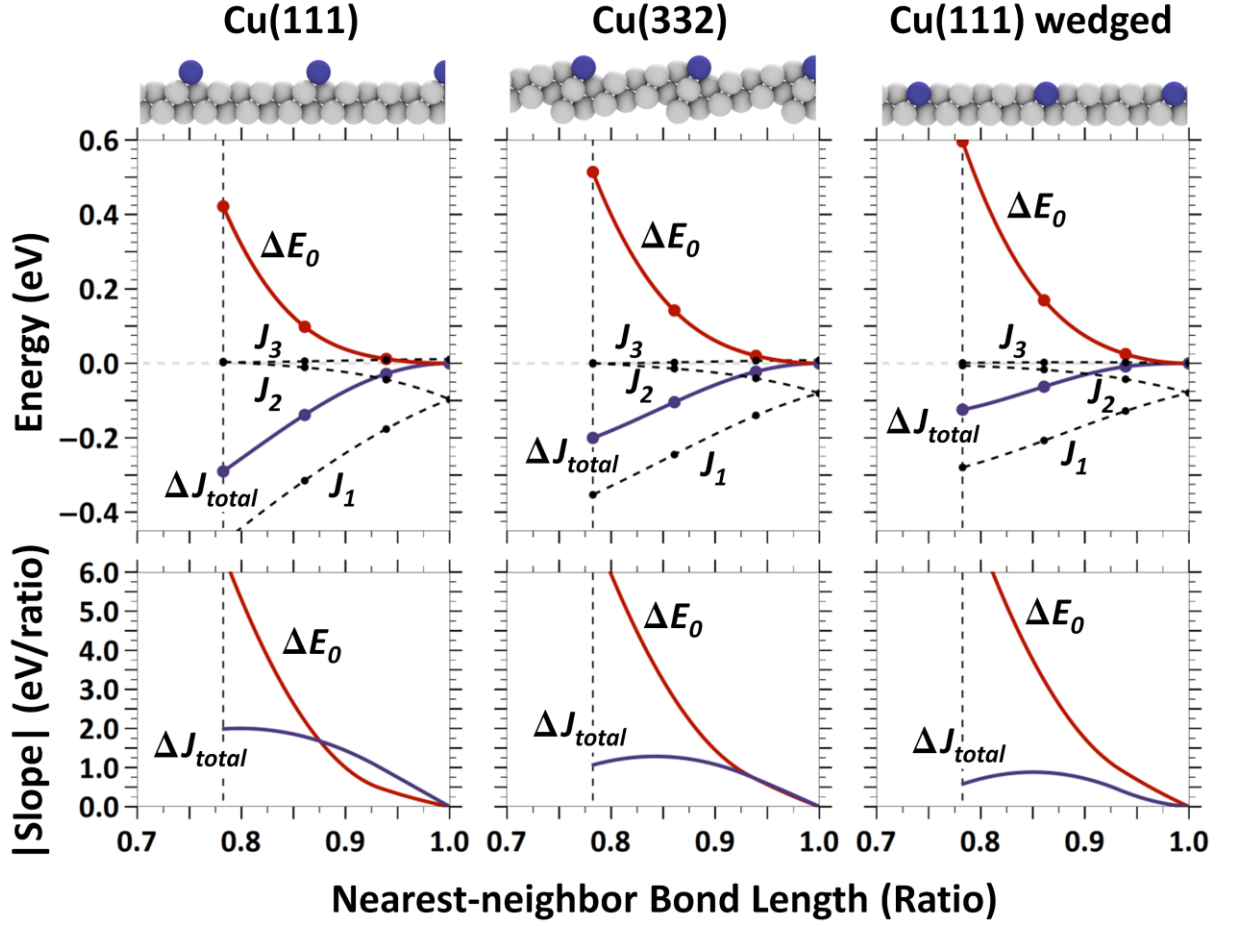 Cu(111)
Cu(332)
Cu(111) wedged
Energy (eV)
0.6
0.4
0.2
0.0
−0.2
−0.4
ΔE0
J3
J2
ΔJtotal
J1
ΔE0
J3
J2
ΔJtotal
J1
ΔE0
J3
J2
ΔJtotal
J1
|Slope| (eV/ratio)
6.0
5.0
4.0
3.0
2.0
1.0
0.0
ΔE0
ΔJtotal
ΔE0
ΔJtotal
ΔE0
ΔJtotal
0.7 0.8 0.9 1.0
0.7 0.8 0.9 1.0
0.7 0.8 0.9 1.0
Nearest-neighbor Bond Length (Ratio)